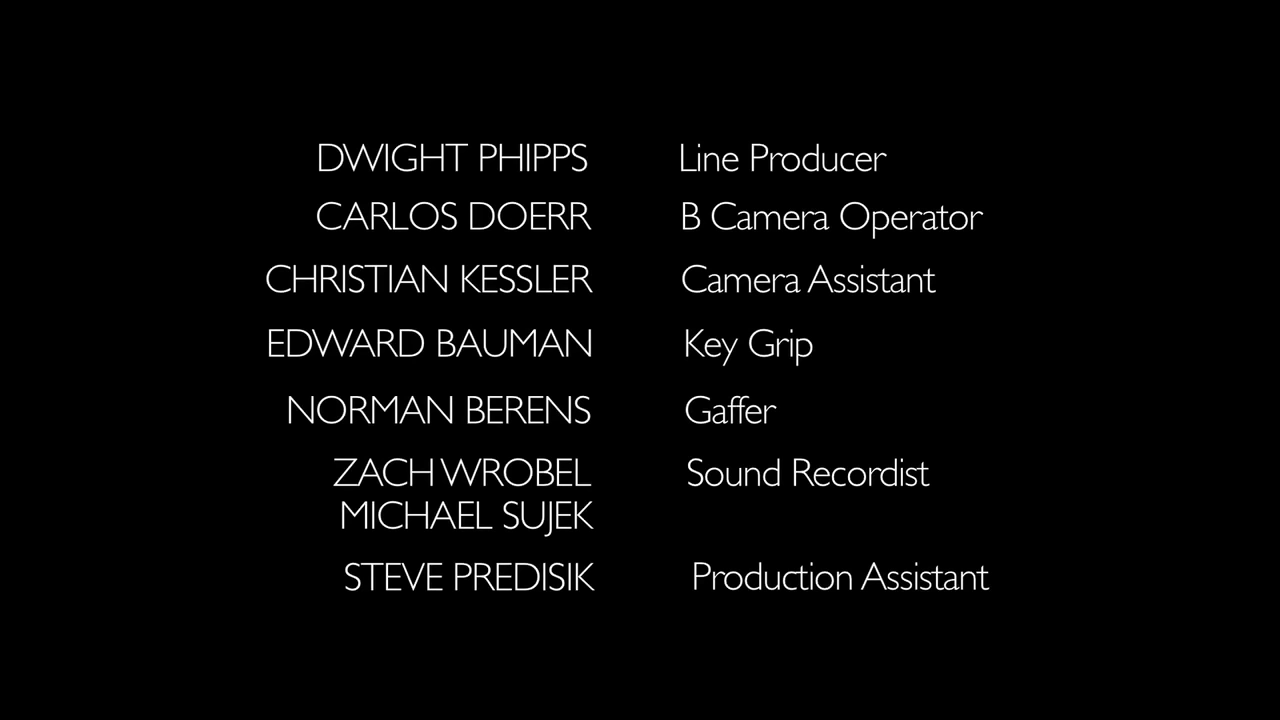 DWIGHT PHIPPS Line Producer
CARLOS DOERR B Camera Operator
CHRISTIAN KESSLER Camera Assistant
EDWARD BAUMAN Key Grip
NORMAN BERENS Gaffer
ZACH WROBEL Sound Recordist
MICHAEL SUJEK
STEVE PREDISIK Production Assistant